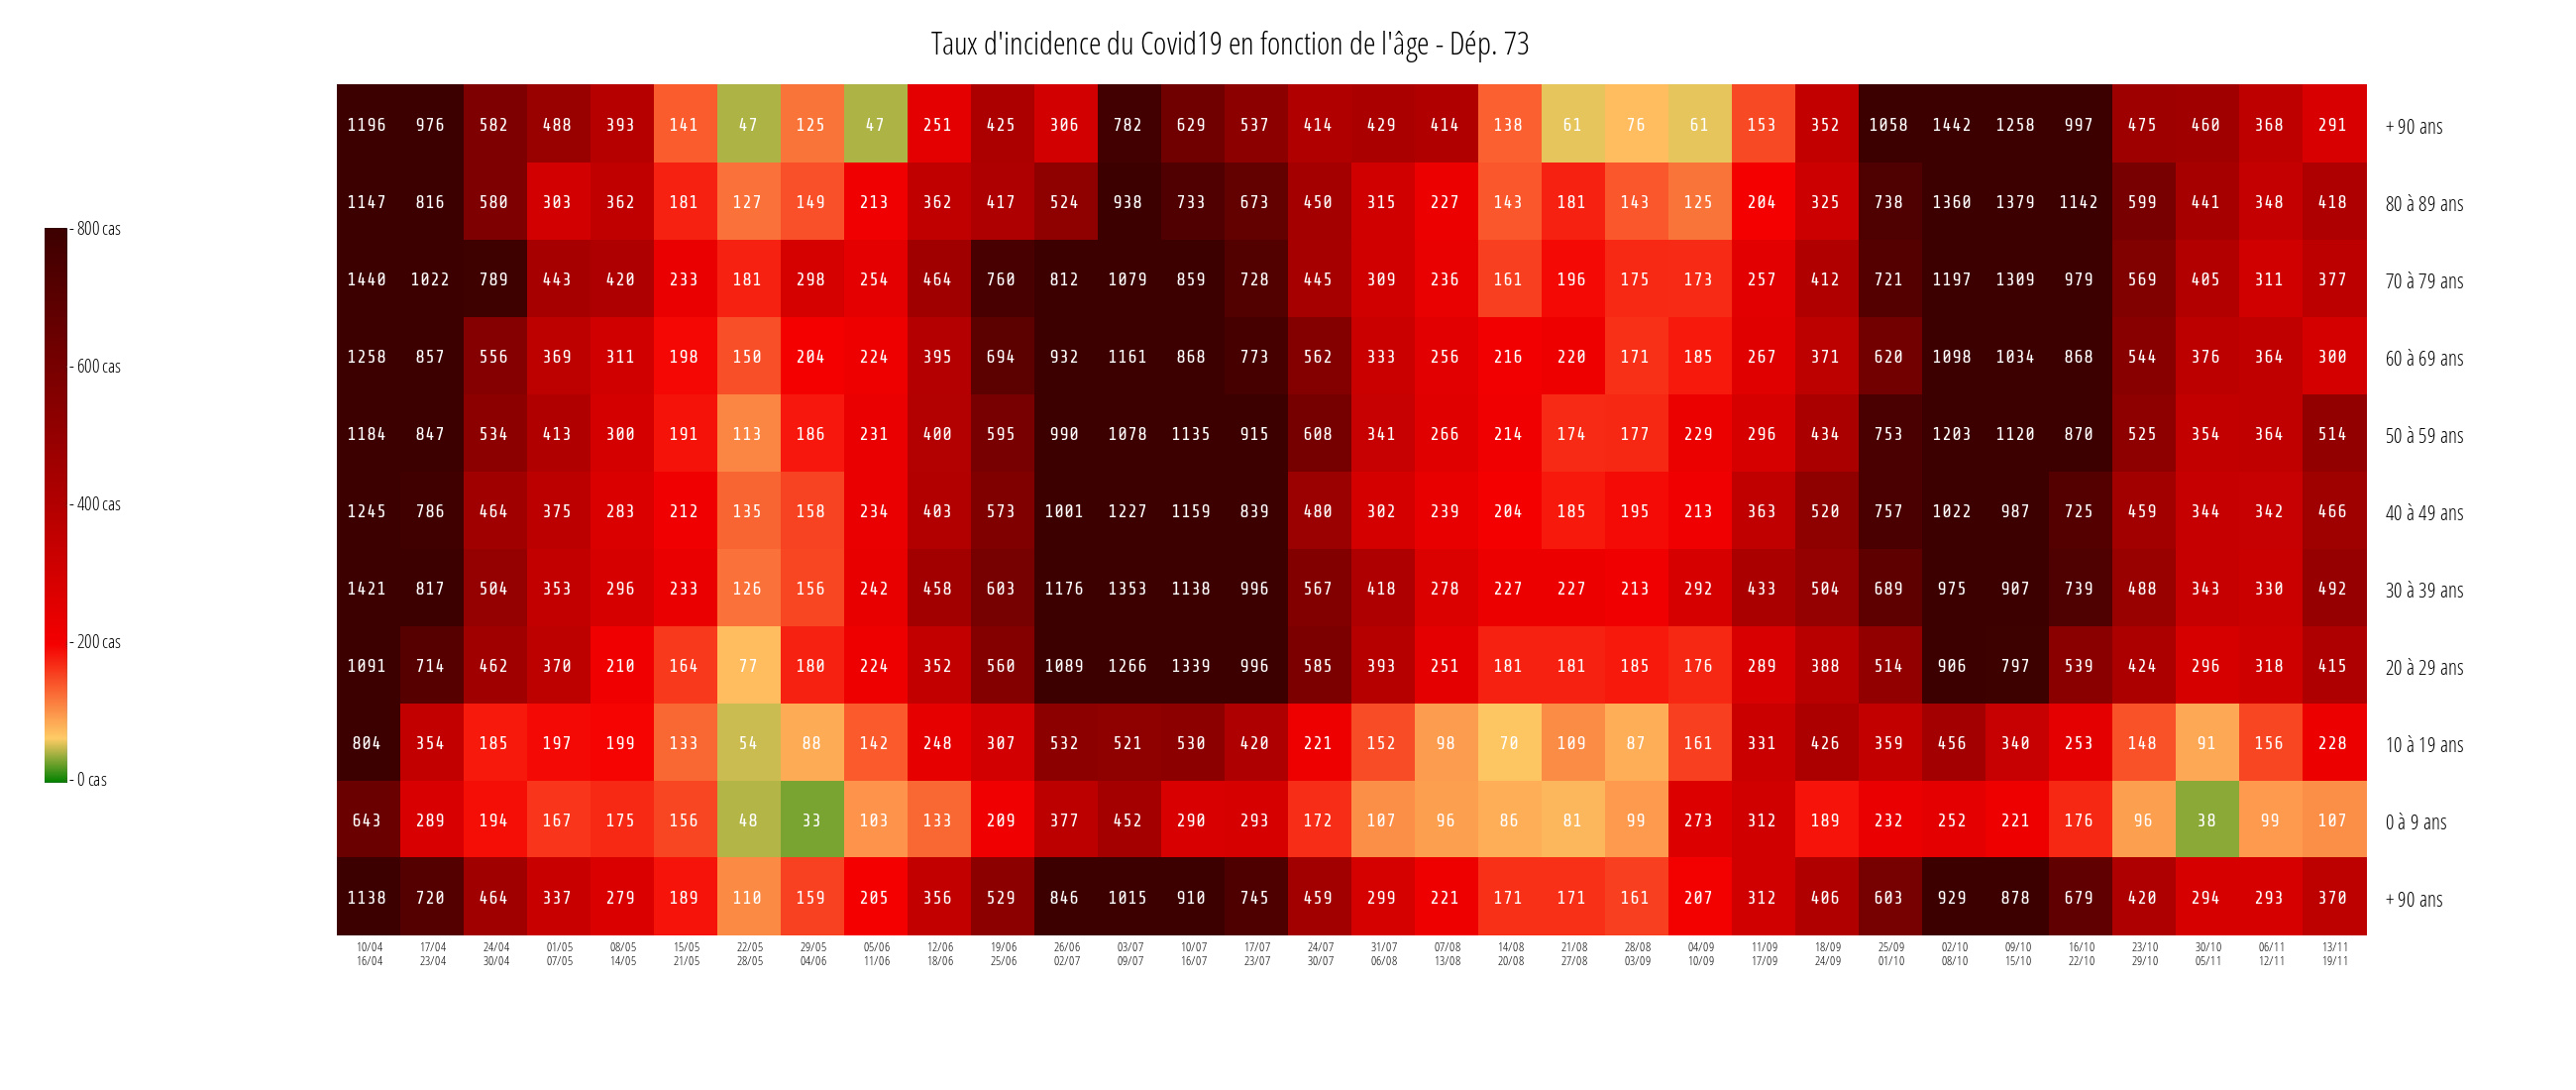 Taux d'incidence du Covid19 en fonction de l'âge - Dép. 73
1196 976 582 488 393 141 47 125 47 251 425 306 782 629 537 414 429 414 138 61 76 61 153 352 1058 1442 1258 997 475 460 368 291 + 90 ans
1147 816 580 303 362 181 127 149 213 362 417 524 938 733 673 450 315 227 143 181 143 125 204 325 738 1360 1379 1142 599 441 348 418 80 à 89 ans
- 800 cas
1440 1022 789 443 420 233 181 298 254 464 760 812 1079 859 728 445 309 236 161 196 175 173 257 412 721 1197 1309 979 569 405 311 377 70 à 79 ans
1258 857 556 369 311 198 150 204 224 395 694 932 1161 868 773 562 333 256 216 220 171 185 267 371 620 1098 1034 868 544 376 364 300 60 à 69 ans
- 600 cas
1184 847 534 413 300 191 113 186 231 400 595 990 1078 1135 915 608 341 266 214 174 177 229 296 434 753 1203 1120 870 525 354 364 514 50 à 59 ans
- 400 cas
1245 786 464 375 283 212 135 158 234 403 573 1001 1227 1159 839 480 302 239 204 185 195 213 363 520 757 1022 987 725 459 344 342 466 40 à 49 ans
1421 817 504 353 296 233 126 156 242 458 603 1176 1353 1138 996 567 418 278 227 227 213 292 433 504 689 975 907 739 488 343 330 492 30 à 39 ans
- 200 cas
1091 714 462 370 210 164 77 180 224 352 560 1089 1266 1339 996 585 393 251 181 181 185 176 289 388 514 906 797 539 424 296 318 415 20 à 29 ans
804 354 185 197 199 133 54 88 142 248 307 532 521 530 420 221 152 98 70 109 87 161 331 426 359 456 340 253 148 91 156 228 10 à 19 ans
- 0 cas
643 289 194 167 175 156 48 33 103 133 209 377 452 290 293 172 107 96 86 81 99 273 312 189 232 252 221 176 96 38 99 107 0 à 9 ans
1138 720 464 337 279 189 110 159 205 356 529 846 1015 910 745 459 299 221 171 171 161 207 312 406 603 929 878 679 420 294 293 370 + 90 ans
10/04 17/04 24/04 01/05 08/05 15/05 22/05 29/05 05/06 12/06 19/06 26/06 03/07 10/07 17/07 24/07 31/07 07/08 14/08 21/08 28/08 04/09 11/09 18/09 25/09 02/10 09/10 16/10 23/10 30/10 06/11 13/11
16/04 23/04 30/04 07/05 14/05 21/05 28/05 04/06 11/06 18/06 25/06 02/07 09/07 16/07 23/07 30/07 06/08 13/08 20/08 27/08 03/09 10/09 17/09 24/09 01/10 08/10 15/10 22/10 29/10 05/11 12/11 19/11